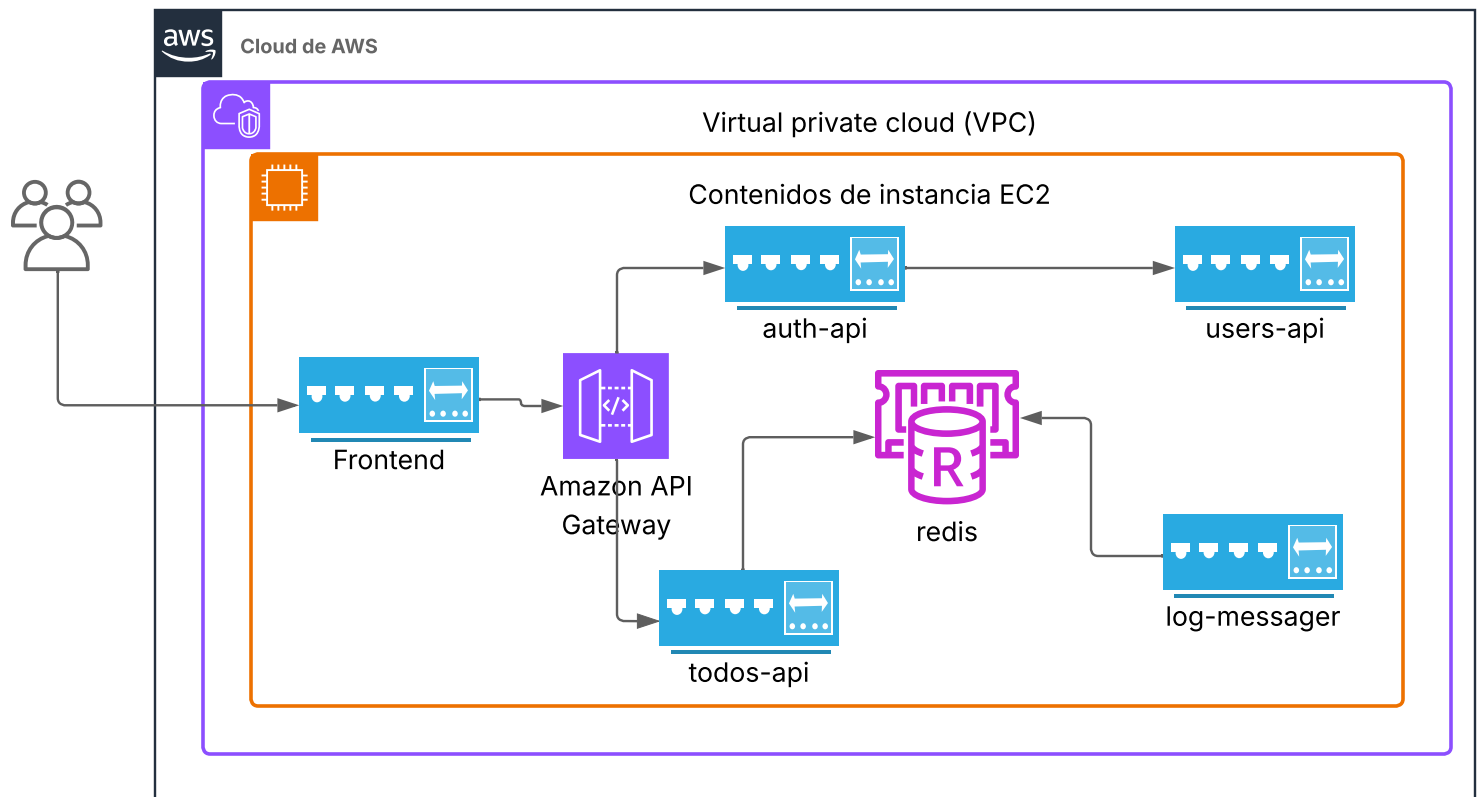 aws
Cloud de AWS
Virtual private cloud (VPC)
Contenidos de instancia EC2
auth-api
users-api
Frontend
</>
Amazon API
Gateway
R
redis
log-messager
todos-api